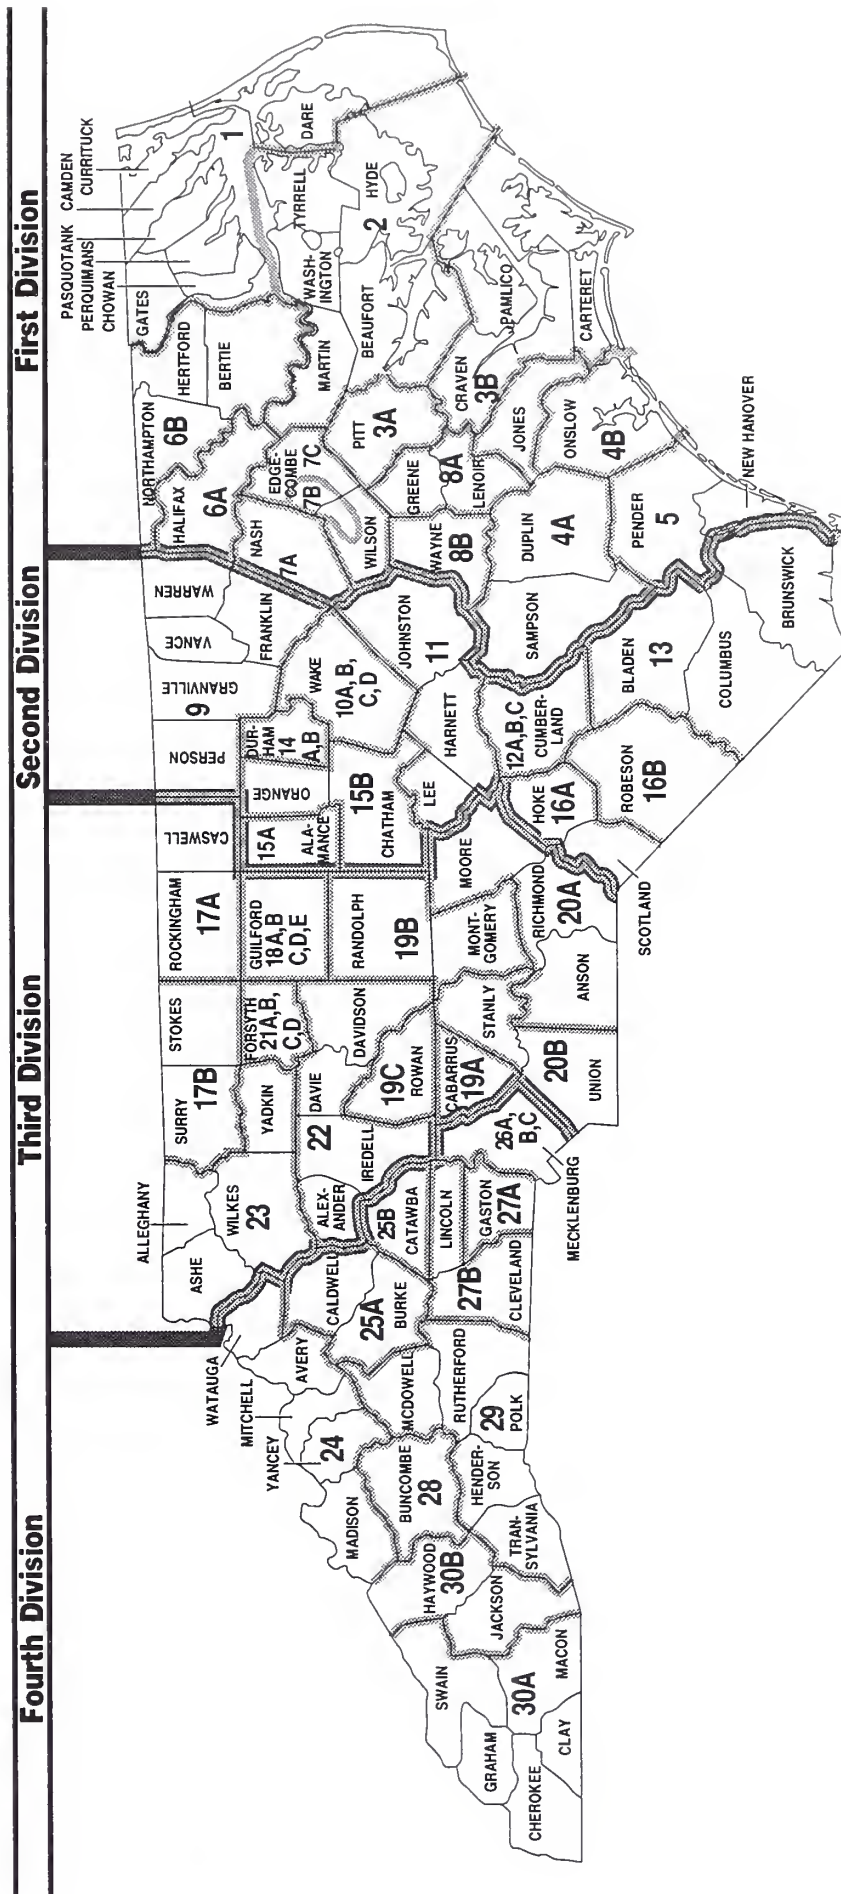 First Division
Second Division
Third Division
Fourth Division
PASQUOTANK
PERQUIMANS
CHOWAN
CAMDEN
CURRITUCK
GATES
1
HERTFORD
BERTIE
DARE
TYRRELL
WASH-
INGTON
HYDE
2
BEAUFORT
MARTIN
NORTHAMPTON
6B
HALIFAX
6A
EDGE-
COMBE
7C
7B
NASH
7A
WILSON
PITT
3A
CRAVEN
3B
PAMLICO
CARTERET
GREENE
8A
LENOIR
JONES
ONSLOW
4B
WAYNE
8B
DUPLIN
4A
SAMPSON
PENDER
5
NEW HANOVER
WARREN
VANCE
FRANKLIN
GRANVILLE
9
PERSON
WAKE
10A, B,
C, D
JOHNSTON
11
HARNETT
LEE
DUR-
HAM
14
A,B
ORANGE
15B
CHATHAM
15A
ALA-
MANCE
12A,B,C
CUMBER-
LAND
BLADEN
13
COLUMBUS
BRUNSWICK
HOKE
16A
ROBESON
16B
SCOTLAND
CASWELL
ROCKINGHAM
17A
STOKES
SURRY
17B
GUILFORD
18A,B
C,D,E
RANDOLPH
19B
MOORE
MONT-
GOMERY
RICHMOND
20A
ANSON
STANLY
20B
UNION
FORSYTH
21A,B,
C,D
DAVIDSON
YADKIN
DAVIE
19C
ROWAN
CABARRUS
19A
22
IREDELL
ALEX-
ANDER
ALLEGHANY
WILKES
23
ASHE
26A,
B,C
MECKLENBURG
25B
CATAWBA
LINCOLN
GASTON
27A
27B
CLEVELAND
CALDWELL
25A
BURKE
WATAUGA
AVERY
MITCHELL
YANCEY
24
MADISON
MCDOWELL
RUTHERFORD
29
POLK
BUNCOMBE
28
HENDER-
SON
TRAN-
SYLVANIA
HAYWOOD
30B
JACKSON
SWAIN
30A
MACON
GRAHAM
CLAY
CHEROKEE